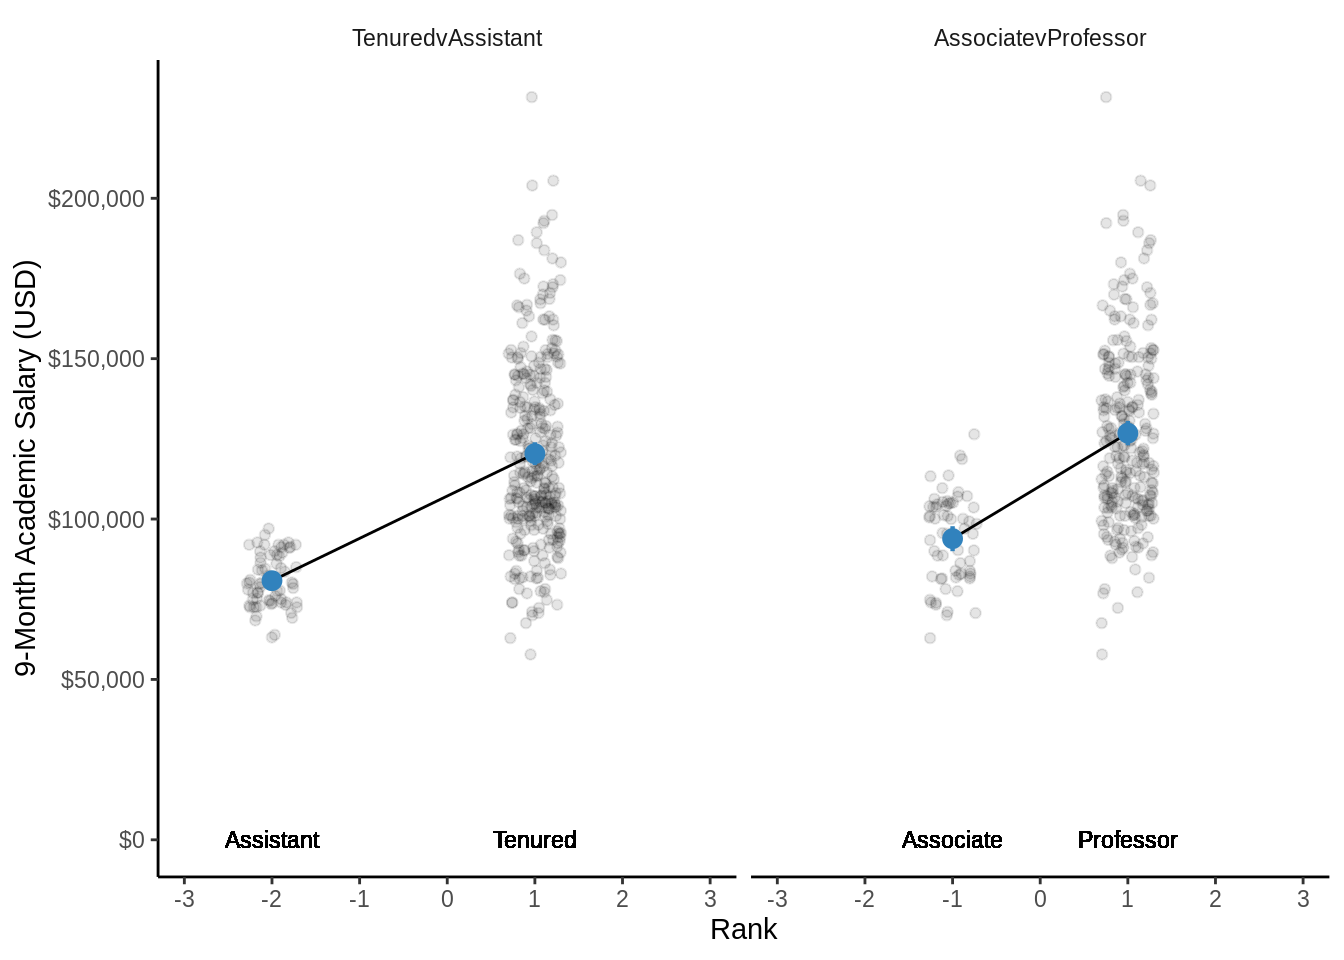 TenuredvAssistant
AssociatevProfessor
9-Month Academic Salary (USD)
$200,000
$150,000
$100,000
$50,000
$0
Assistant
Tenured
Associate
Professor
-3 -2 -1 0 1 2 3
-3 -2 -1 0 1 2 3
Rank